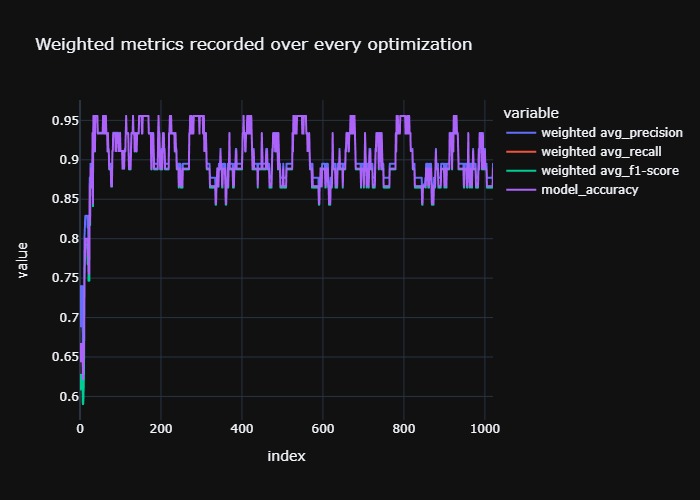 Weighted metrics recorded over every optimization
variable
weighted avg_precision
weighted avg_recall
weighted avg_f1-score
model_accuracy
value
0.95
0.9
0.85
0.8
0.75
0.7
0.65
0.6
0
200
400
600
800
1000
index